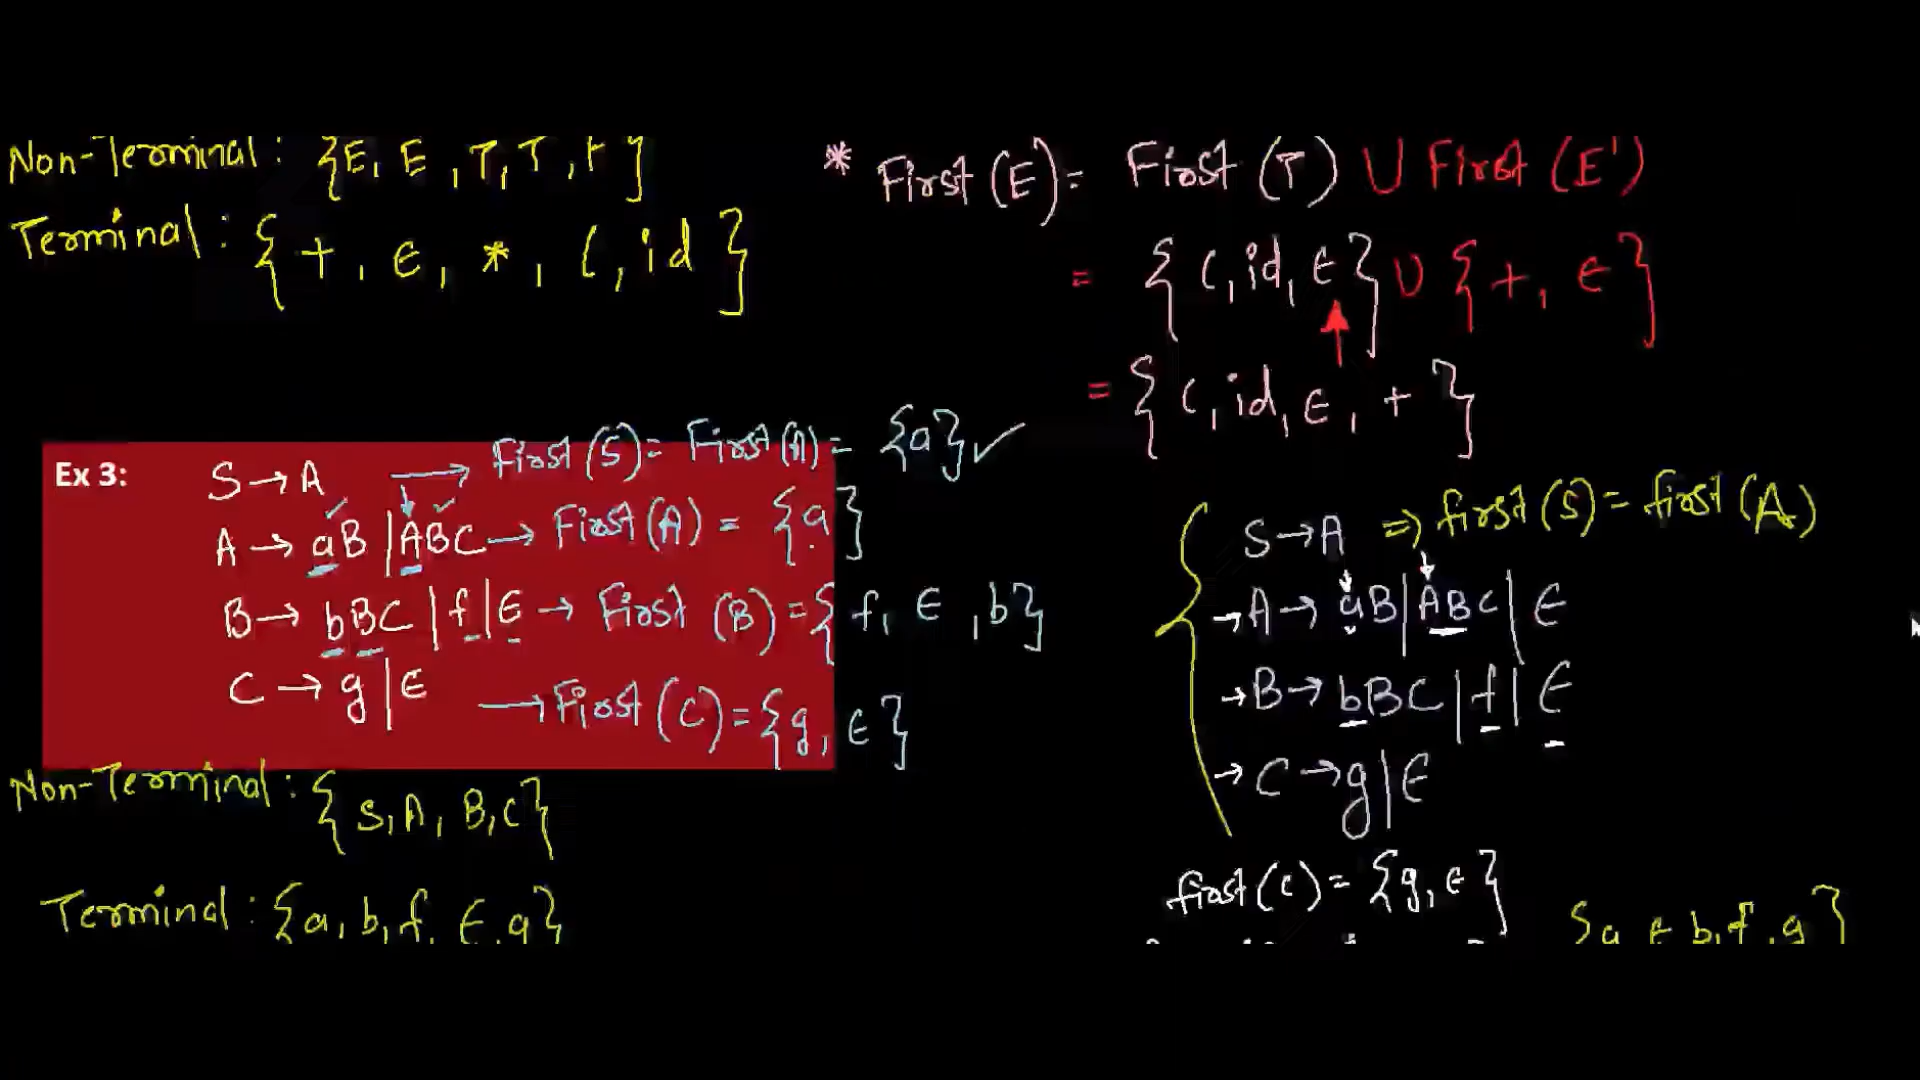 Non-Terminal : {E, E , T, T , F }
Terminal : { + , ϵ , * , ( , id }
* First (E) = First (T) ∪ First (E')
= { (, id, ϵ } ∪ { + , ϵ }
= { (, id, ϵ , + }
Ex 3:
S → A → First (S) = First (A) = {a} ✓
A → aB | ABC → First (A) = {a}
B → bBC | f | ϵ → First (B) = { f, ϵ , b}
C → g | ϵ → First (C) = {g, ϵ }
Non-Terminal : { S, A , B, C }
Terminal : {a, b, f, ϵ, g}
S → A ⇒ first (S) = first (A)
→ A → aB | ABC | ϵ
→ B → bBC | f | ϵ
→ C → g | ϵ
first (C) = {g, ϵ }
{a ϵ b, f, g }